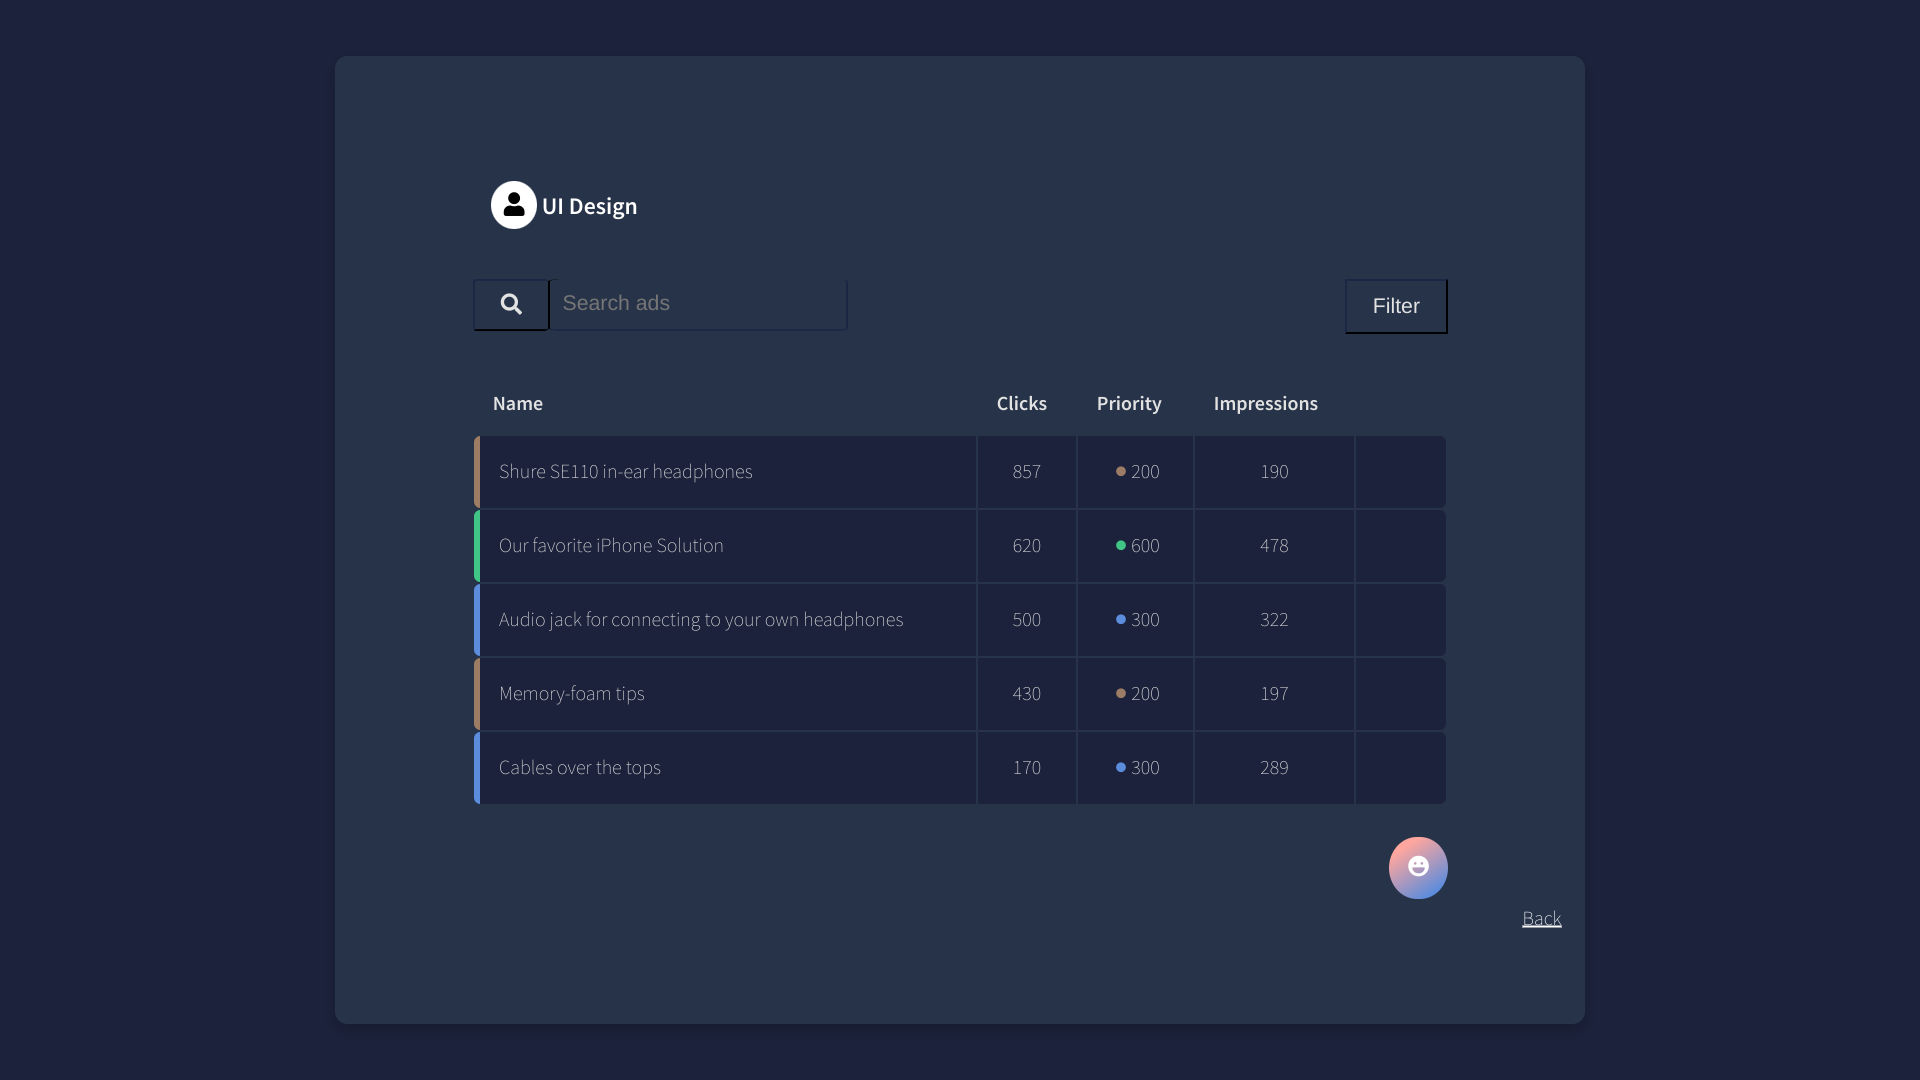 UI Design
Search ads
Filter
Name Clicks Priority Impressions
Shure SE110 in-ear headphones 857 200 190
Our favorite iPhone Solution 620 600 478
Audio jack for connecting to your own headphones 500 300 322
Memory-foam tips 430 200 197
Cables over the tops 170 300 289
Back